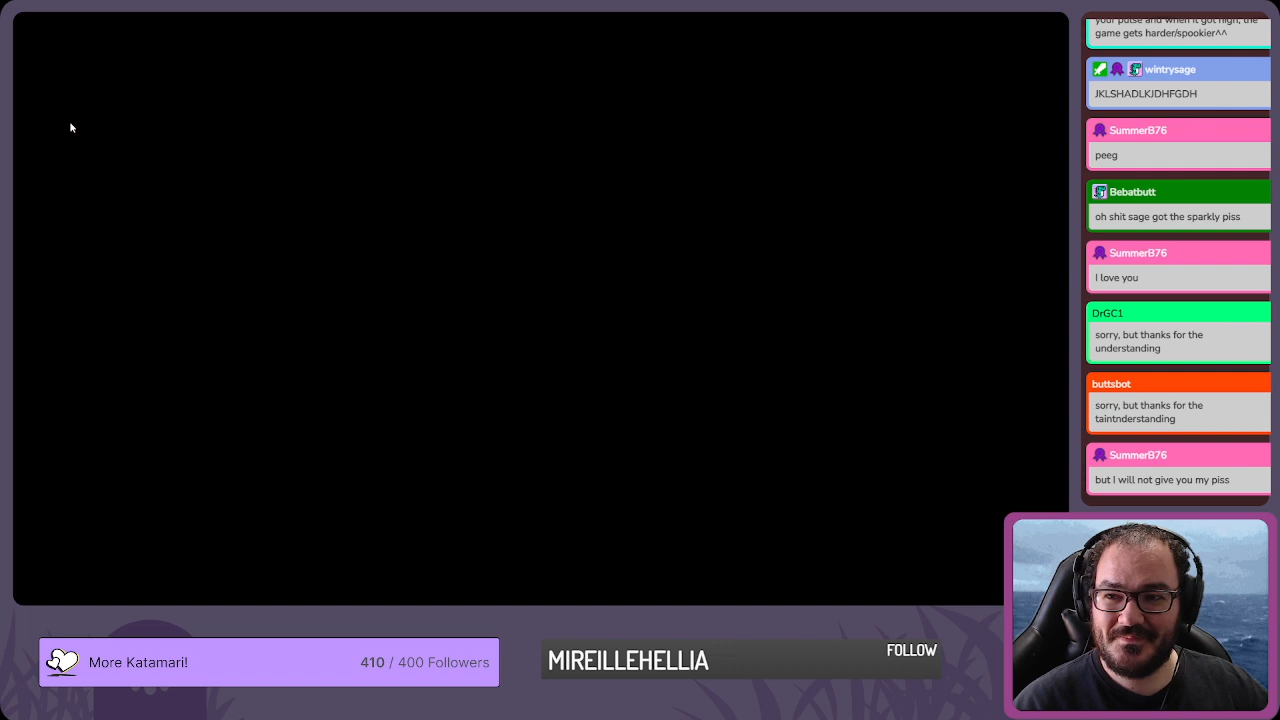 your pulse and when it got high, the
game gets harder/spookier^^
wintrysage
JKLSHADLKJDHFGDH
SummerB76
peeg
Bebatbutt
oh shit sage got the sparkly piss
SummerB76
I love you
DrGC1
sorry, but thanks for the
understanding
buttsbot
sorry, but thanks for the
taintnderstanding
SummerB76
but I will not give you my piss
More Katamari!
410 / 400 Followers
MIREILLEHELLIA
FOLLOW